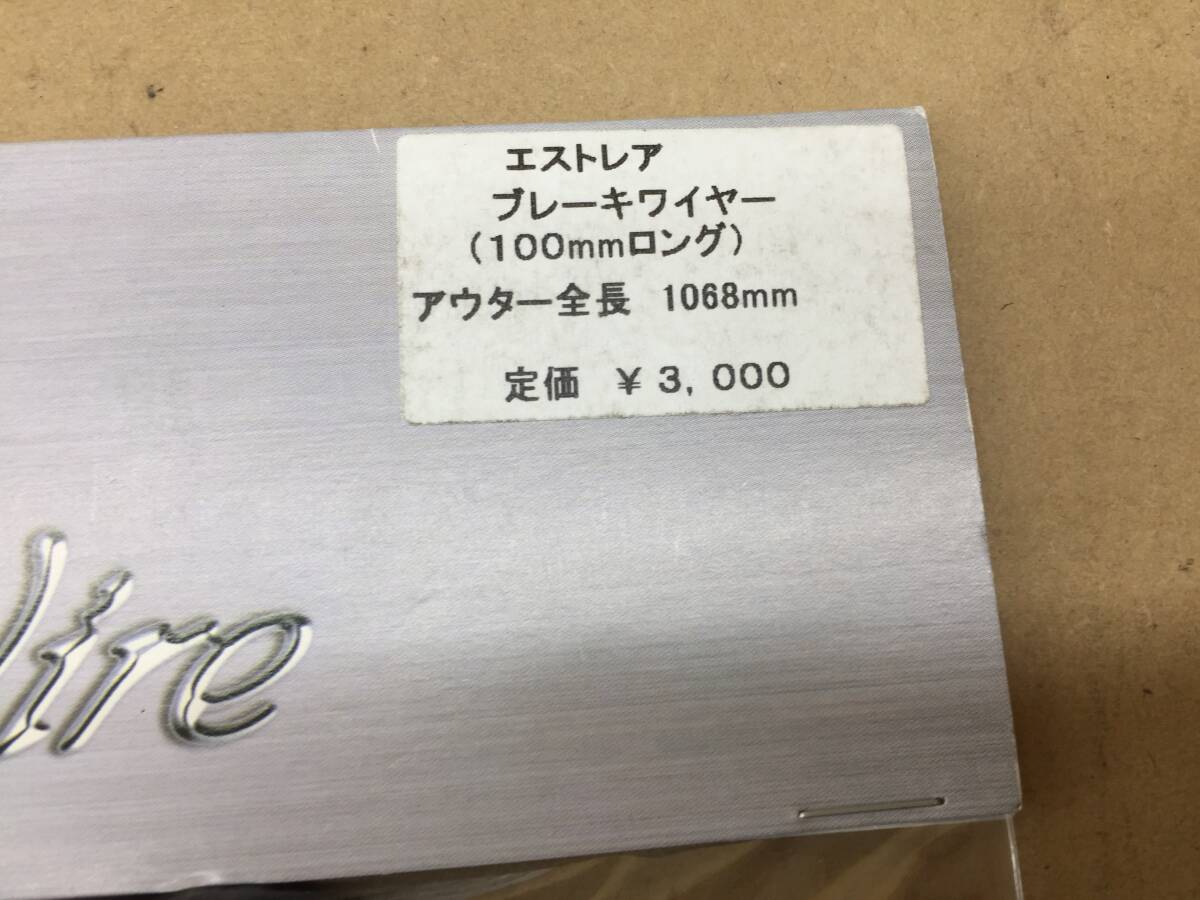 エストレア
ブレーキワイヤー
(100mmロング)
アウター全長 1068mm
定価 ¥3,000
ire